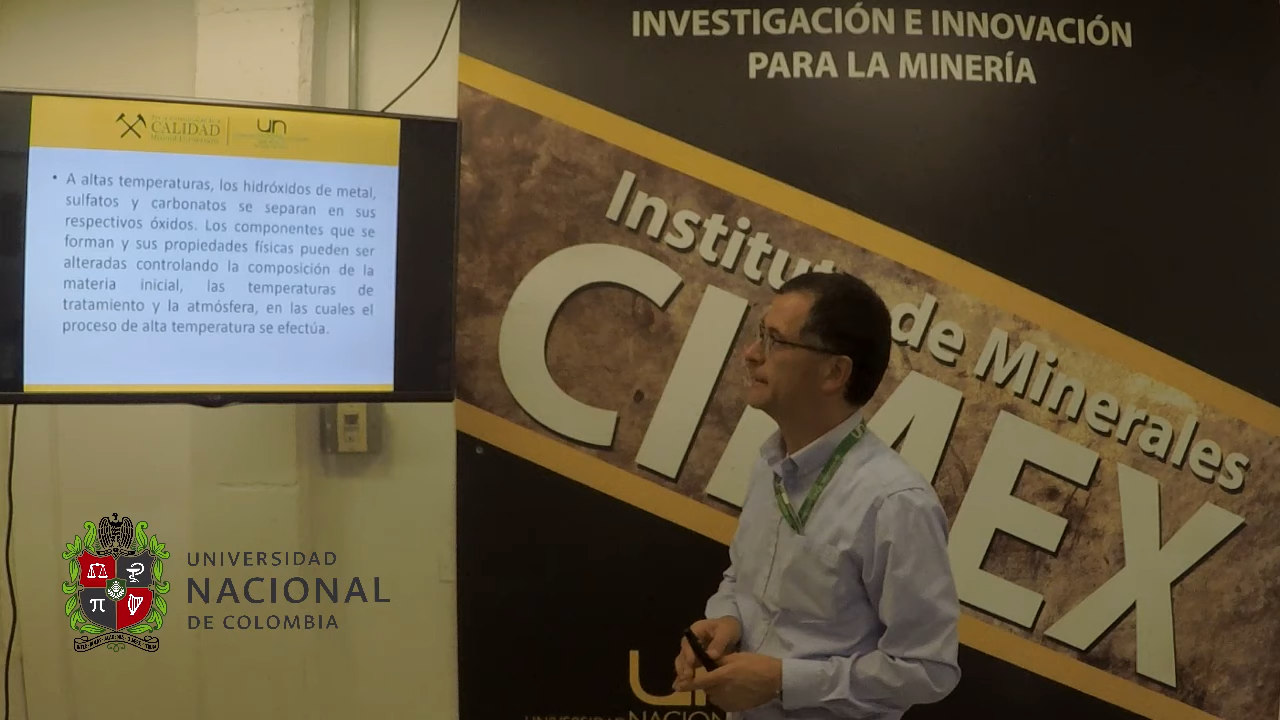 INVESTIGACIÓN E INNOVACIÓN
PARA LA MINERÍA
CALIDAD
un
• A altas temperaturas, los hidróxidos de metal,
sulfatos y carbonatos se separan en sus
respectivos óxidos. Los componentes que se
forman y sus propiedades físicas pueden ser
alteradas controlando la composición de la
materia inicial, las temperaturas de
tratamiento y la atmósfera, en las cuales el
proceso de alta temperatura se efectúa.
de Minerales
UNIVERSIDAD
NACIONAL
DE COLOMBIA